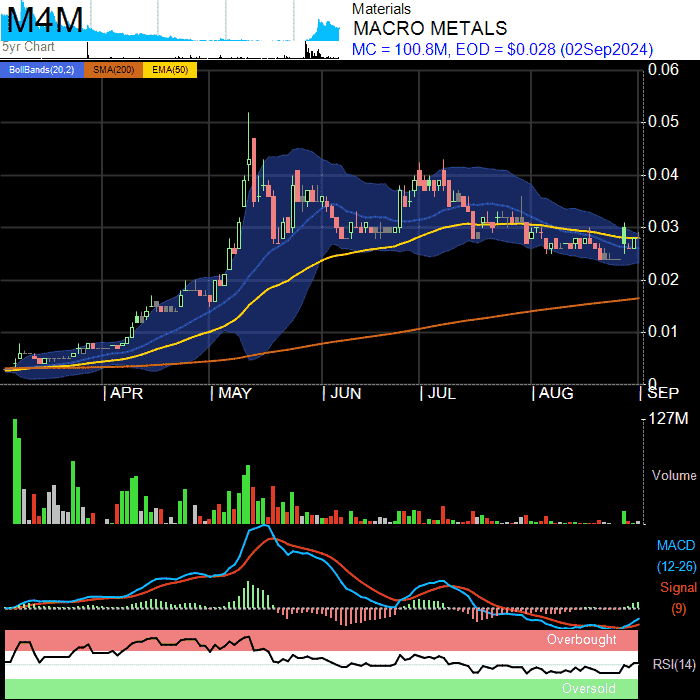 M4M
5yr Chart
Materials
MACRO METALS
MC = 100.8M, EOD = $0.028 (02Sep2024)
BollBands(20,2) SMA(200) EMA(50)
0.06
0.05
0.04
0.03
0.02
0.01
0
APR MAY JUN JUL AUG SEP
127M
Volume
MACD
(12-26)
Signal
(9)
Overbought
RSI(14)
Oversold